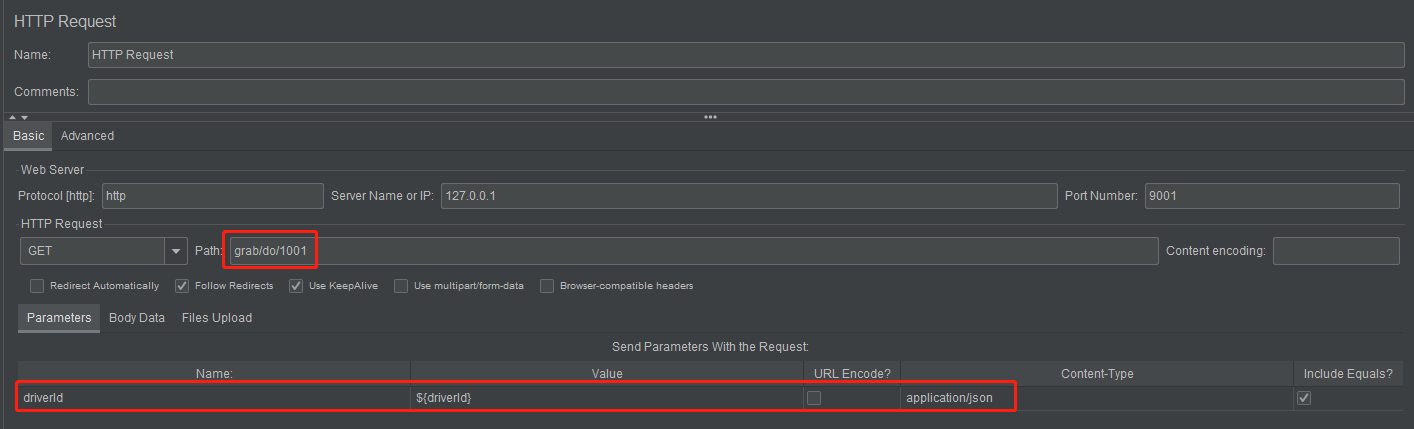 HTTP Request
Name: HTTP Request
Comments:
Basic Advanced
Web Server
Protocol [http]: http Server Name or IP: 127.0.0.1 Port Number: 9001
HTTP Request
GET Path: grab/do/1001 Content encoding:
Redirect Automatically Follow Redirects Use KeepAlive Use multipart/form-data Browser-compatible headers
Parameters Body Data Files Upload
Send Parameters With the Request:
Name: Value URL Encode? Content-Type Include Equals?
driverId ${driverId} application/json